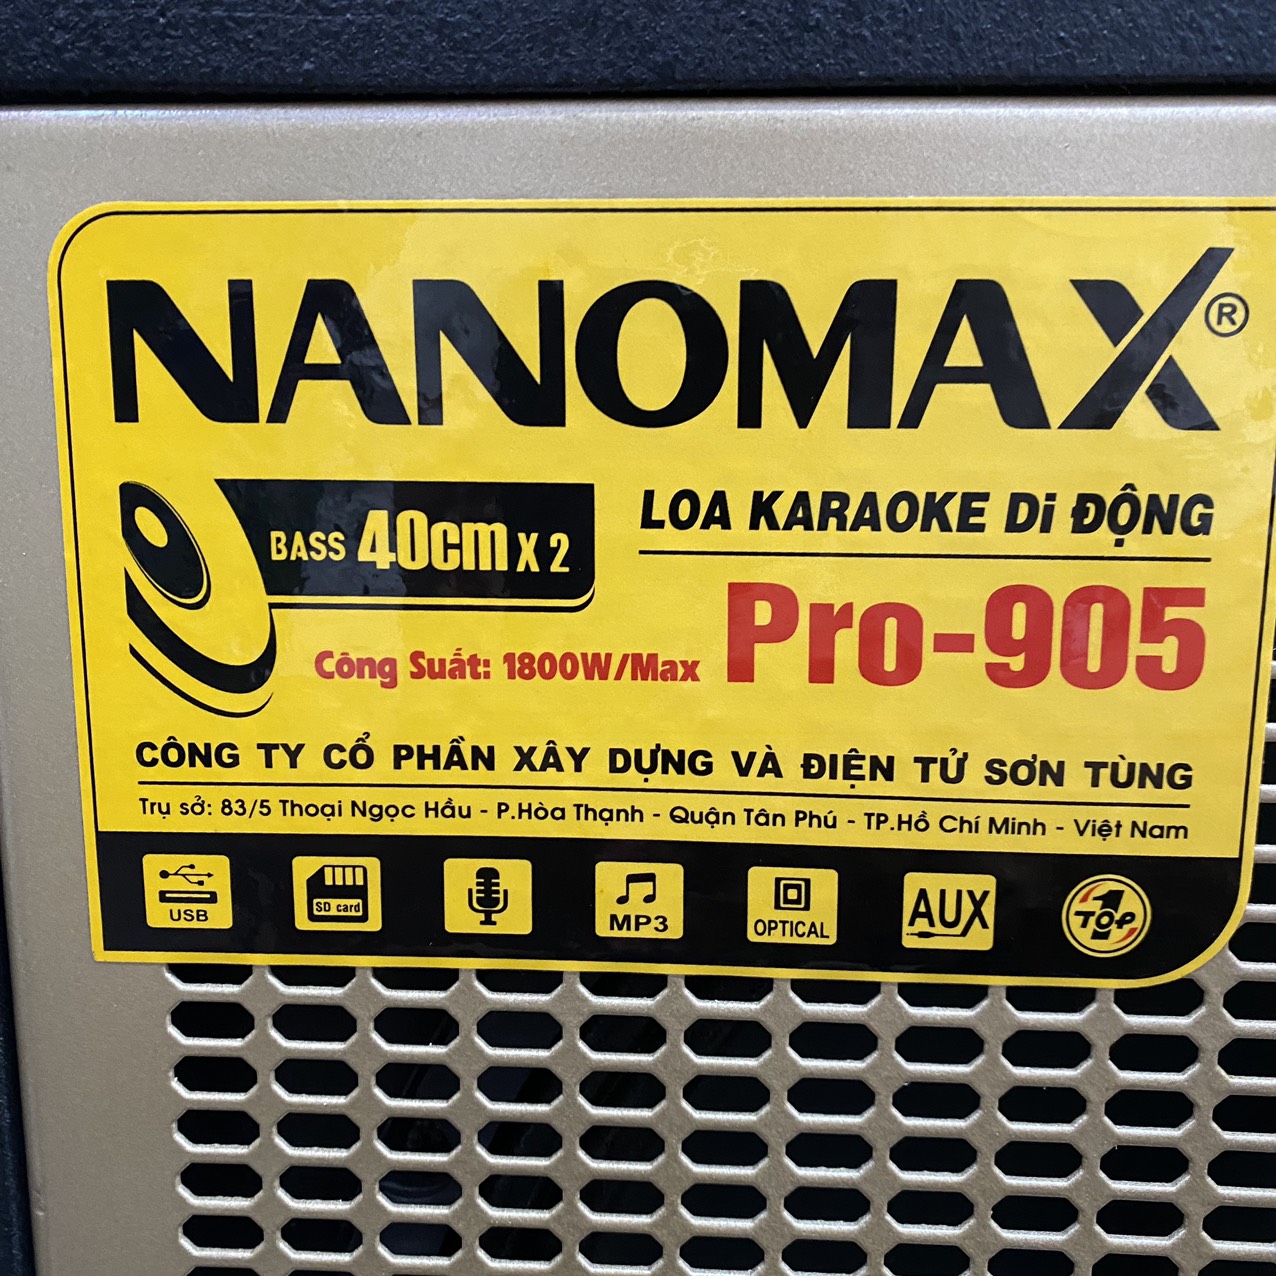 NANOMAX®
BASS 40cm X 2
LOA KARAOKE Di ĐỘNG
Pro-905
Công Suất: 1800W/Max
CÔNG TY CỔ PHẦN XÂY DỰNG VÀ ĐIỆN TỬ SƠN TÙNG
Trụ sở: 83/5 Thoại Ngọc Hầu - P.Hòa Thạnh - Quận Tân Phú - TP.Hồ Chí Minh - Việt Nam
USB
SD card
MP3
OPTICAL
AUX
TOP 1